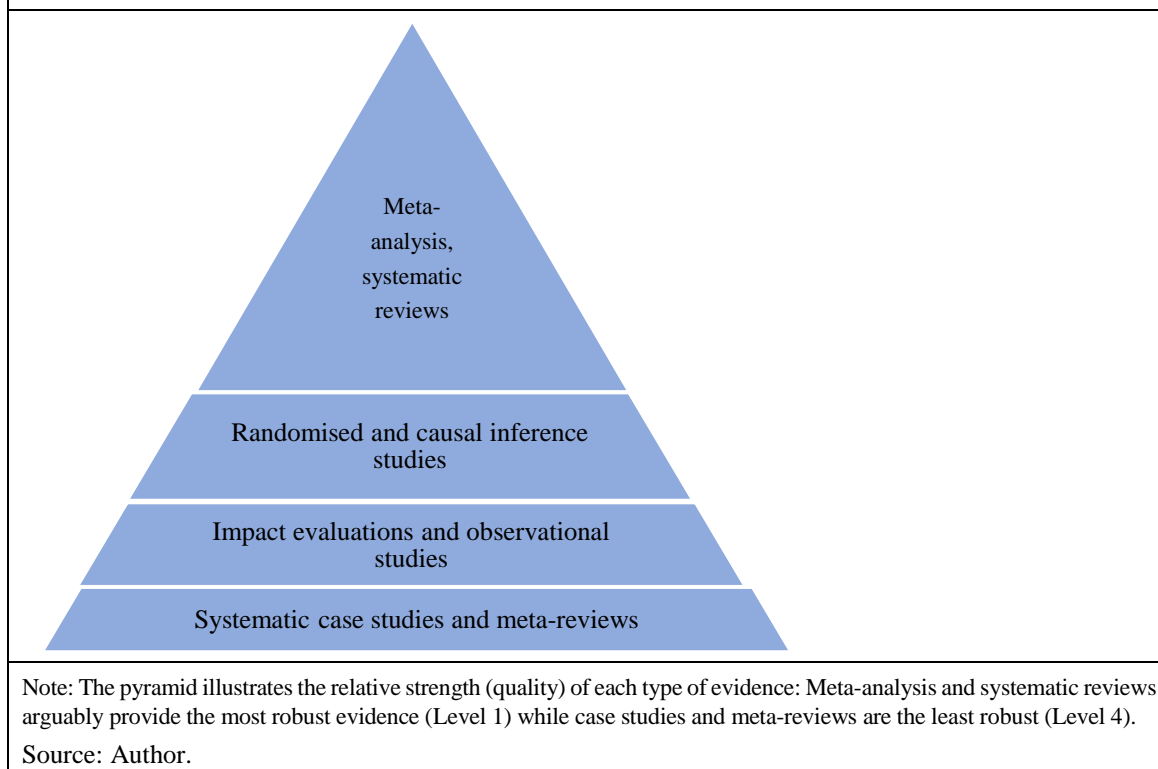 Meta-
analysis,
systematic
reviews
Randomised and causal inference
studies
Impact evaluations and observational
studies
Systematic case studies and meta-reviews
Note: The pyramid illustrates the relative strength (quality) of each type of evidence: Meta-analysis and systematic reviews
arguably provide the most robust evidence (Level 1) while case studies and meta-reviews are the least robust (Level 4).
Source: Author.